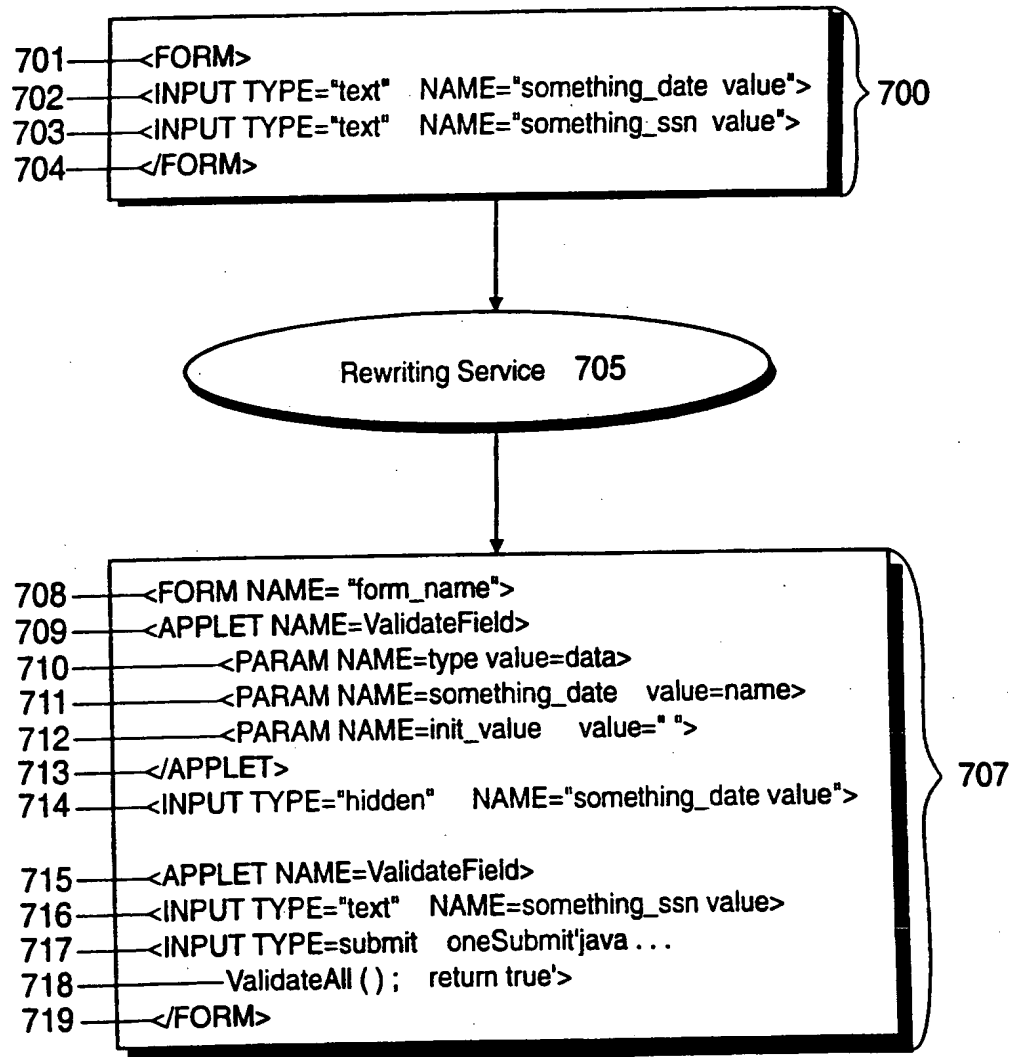 701 <FORM>
702 <INPUT TYPE="text" NAME="something_date value">
703 <INPUT TYPE="text" NAME="something_ssn value">
704 </FORM>
700
Rewriting Service 705
708 <FORM NAME= "form_name">
709 <APPLET NAME=ValidateField>
710 <PARAM NAME=type value=data>
711 <PARAM NAME=something_date value=name>
712 <PARAM NAME=init_value value=" ">
713 </APPLET>
714 <INPUT TYPE="hidden" NAME="something_date value">
707
715 <APPLET NAME=ValidateField>
716 <INPUT TYPE="text" NAME=something_ssn value>
717 <INPUT TYPE=submit oneSubmit'java . . .
718 ValidateAll ( ) ; return true'>
719 </FORM>